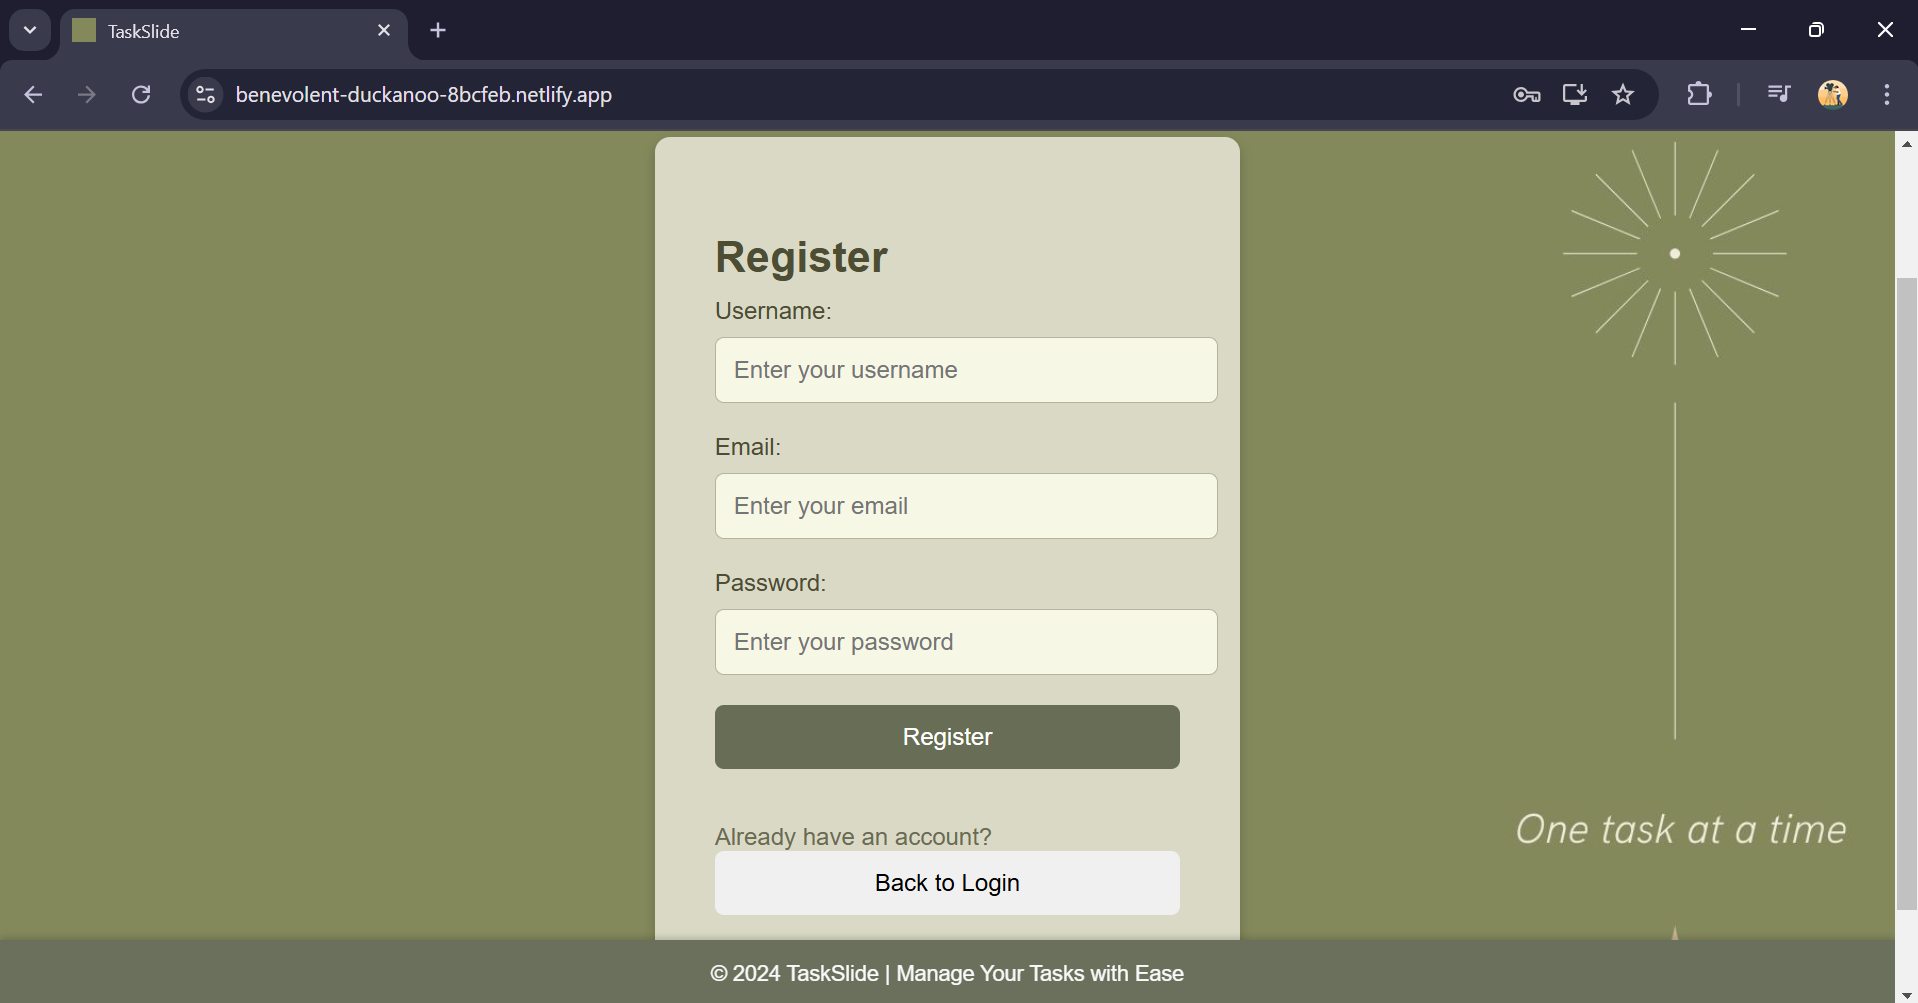 TaskSlide
benevolent-duckanoo-8bcfeb.netlify.app
Register
Username:
Enter your username
Email:
Enter your email
Password:
Enter your password
Register
Already have an account?
Back to Login
One task at a time
© 2024 TaskSlide | Manage Your Tasks with Ease